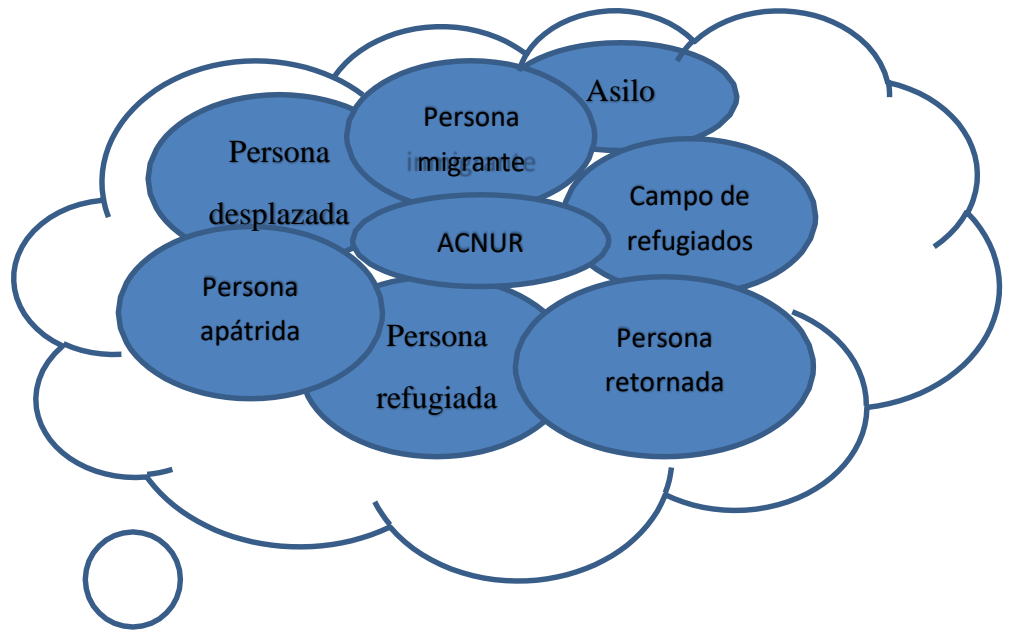 Asilo
Persona
migrante
Persona
desplazada
Campo de
refugiados
ACNUR
Persona
apátrida
Persona
refugiada
Persona
retornada